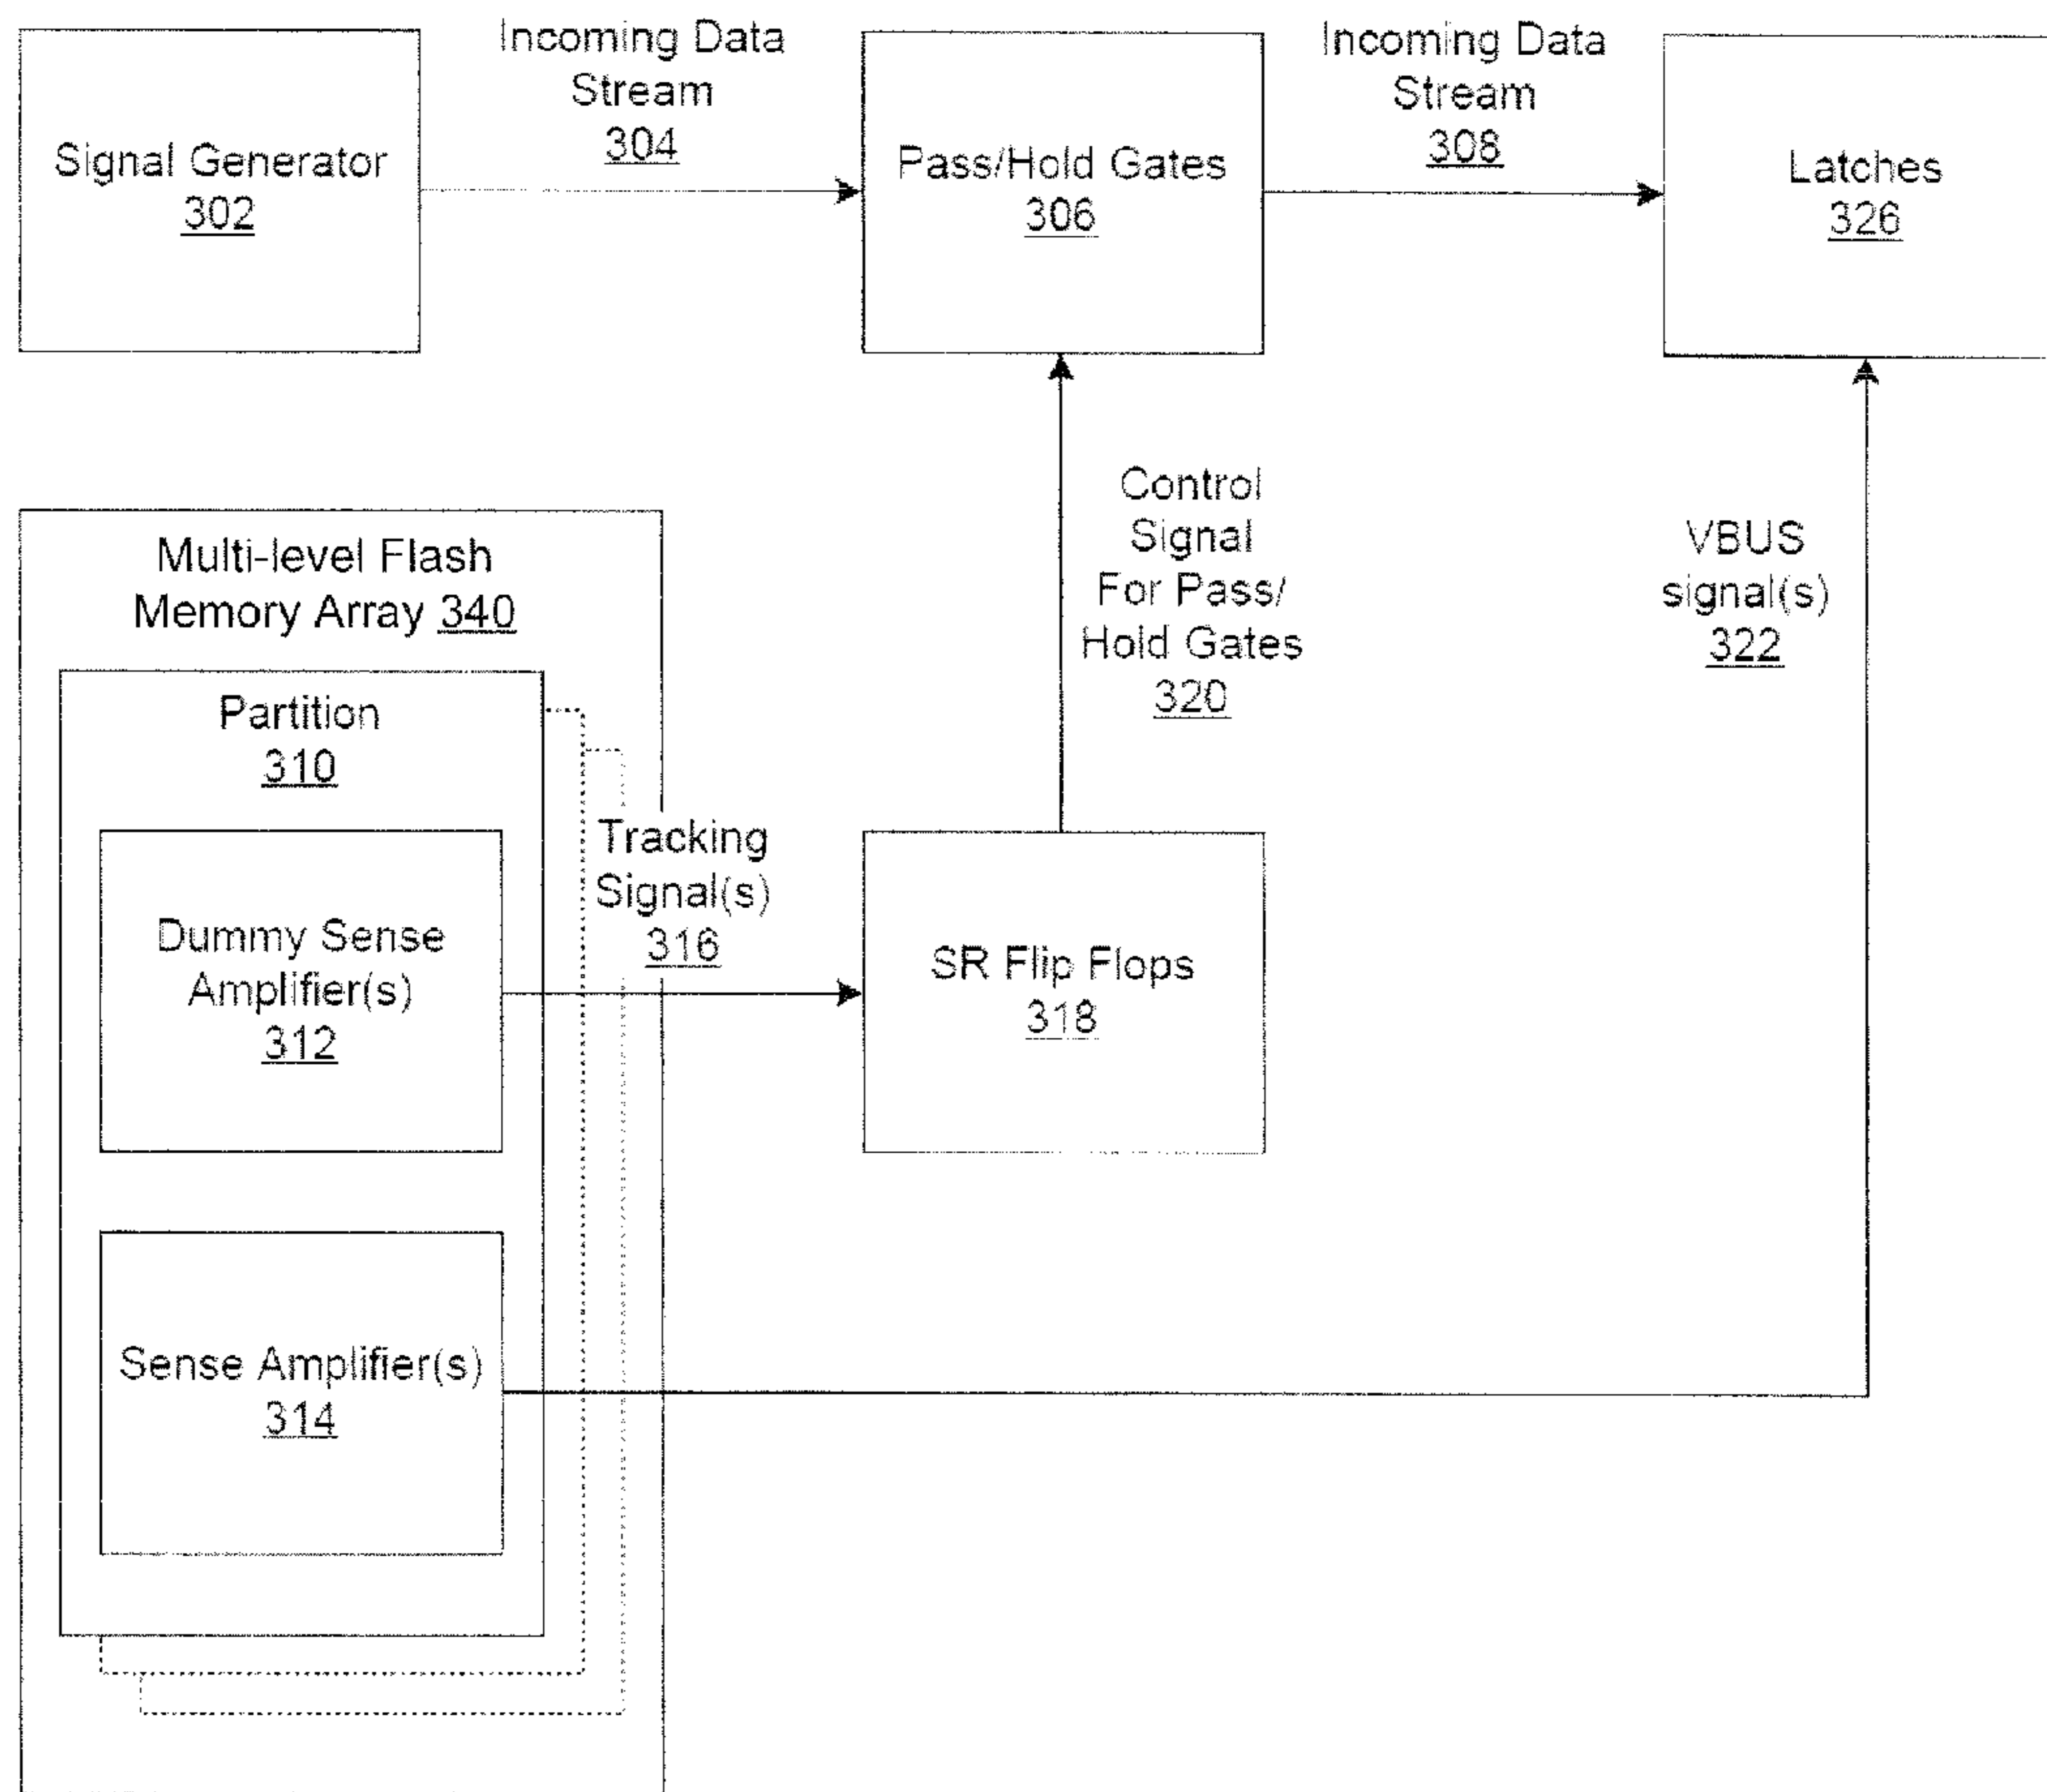 Signal Generator
302
Incoming Data
Stream
304
Pass/Hold Gates
306
Incoming Data
Stream
308
Latches
326
Multi-level Flash
Memory Array 340
Partition
310
Dummy Sense
Amplifier(s)
312
Sense Amplifier(s)
314
Tracking
Signal(s)
316
SR Flip Flops
318
Control
Signal
For Pass/
Hold Gates
320
VBUS
signal(s)
322